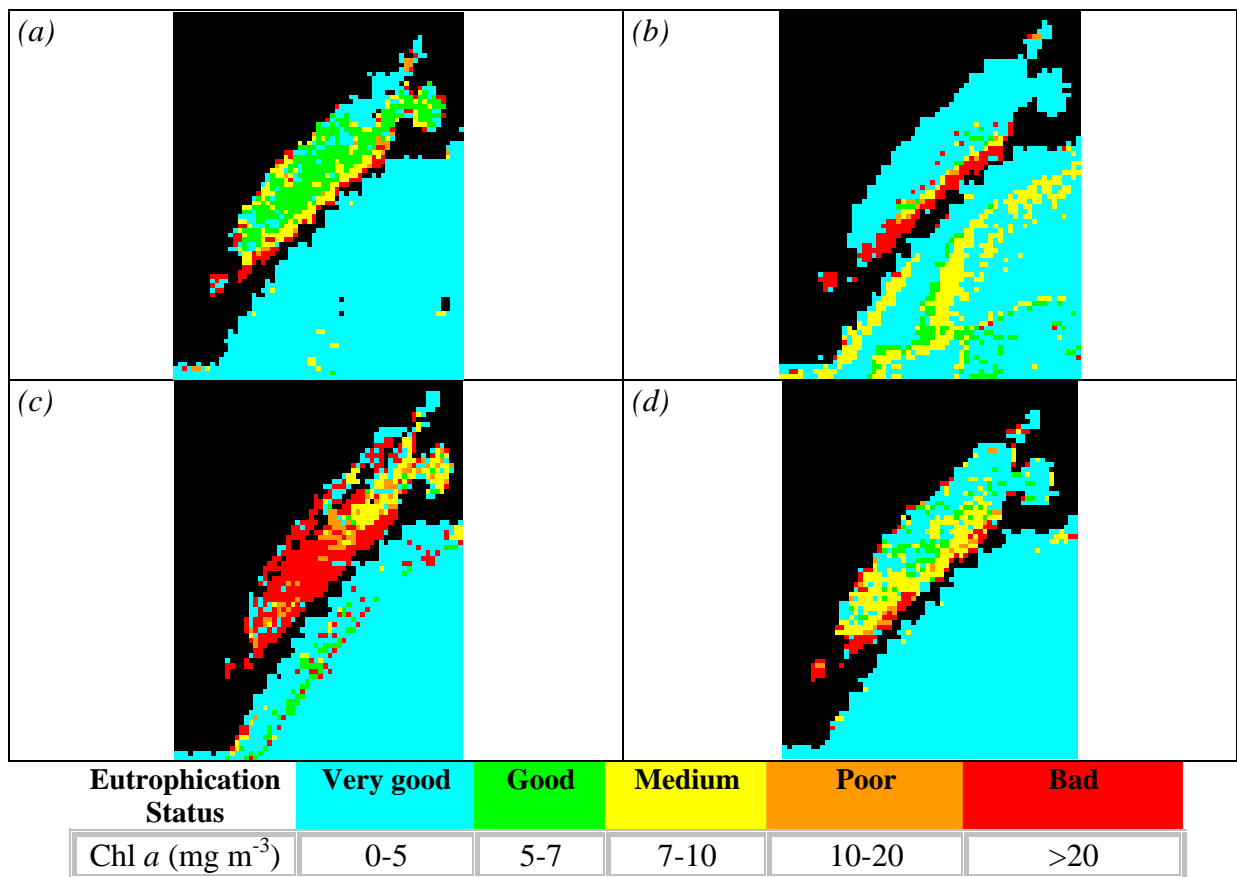 (a)
(b)
(c)
(d)
Eutrophication Status Very good Good Medium Poor Bad
Chl a (mg m-3) 0-5 5-7 7-10 10-20 >20